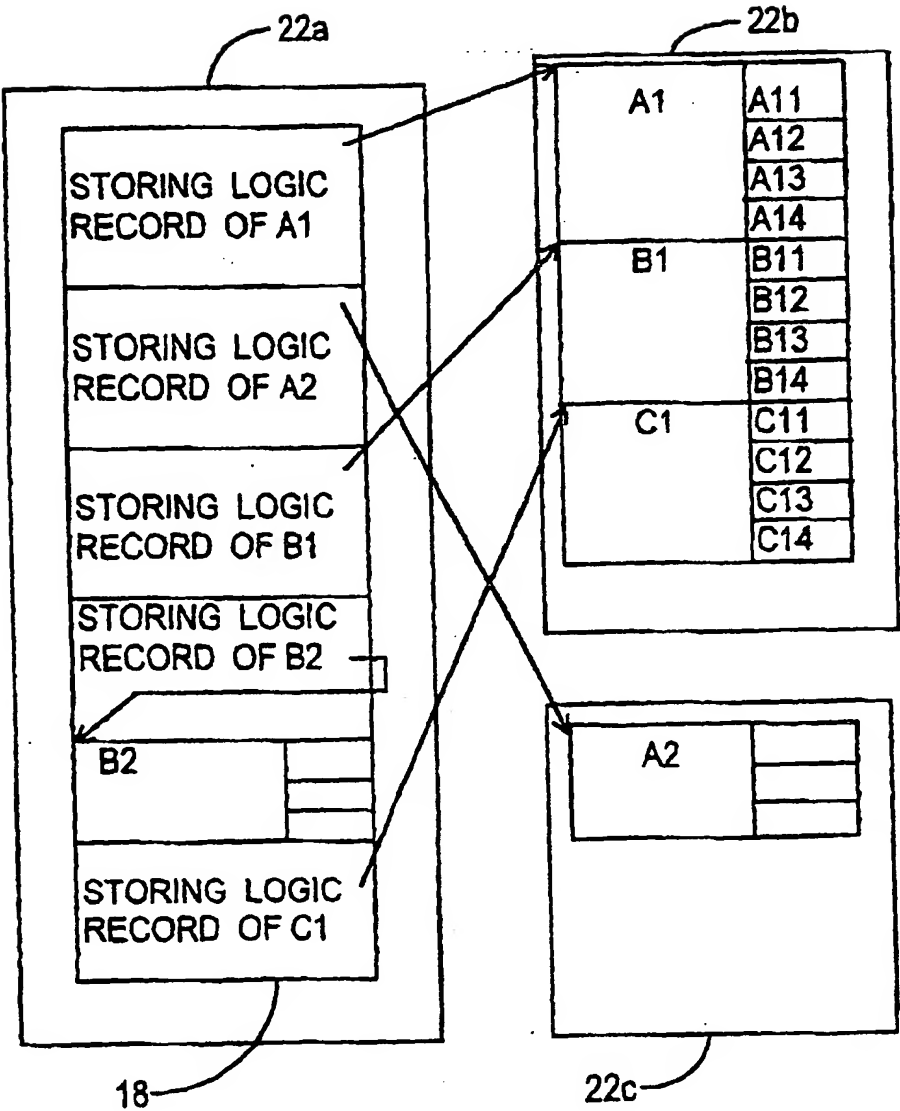 22a
STORING LOGIC
RECORD OF A1
STORING LOGIC
RECORD OF A2
STORING LOGIC
RECORD OF B1
STORING LOGIC
RECORD OF B2
B2
STORING LOGIC
RECORD OF C1
18
22b
A1
A11
A12
A13
A14
B1
B11
B12
B13
B14
C1
C11
C12
C13
C14
A2
22c